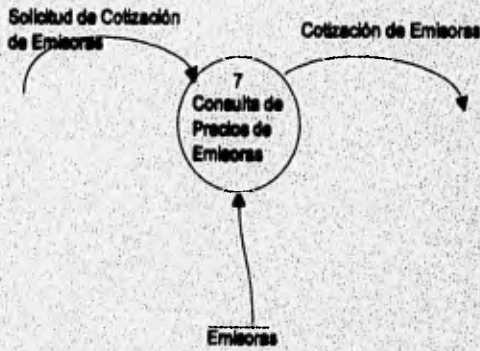 Solicitud de Cotización
de Emisoras
Cotización de Emisoras
7
Consulta de
Precios de
Emisoras
Emisoras